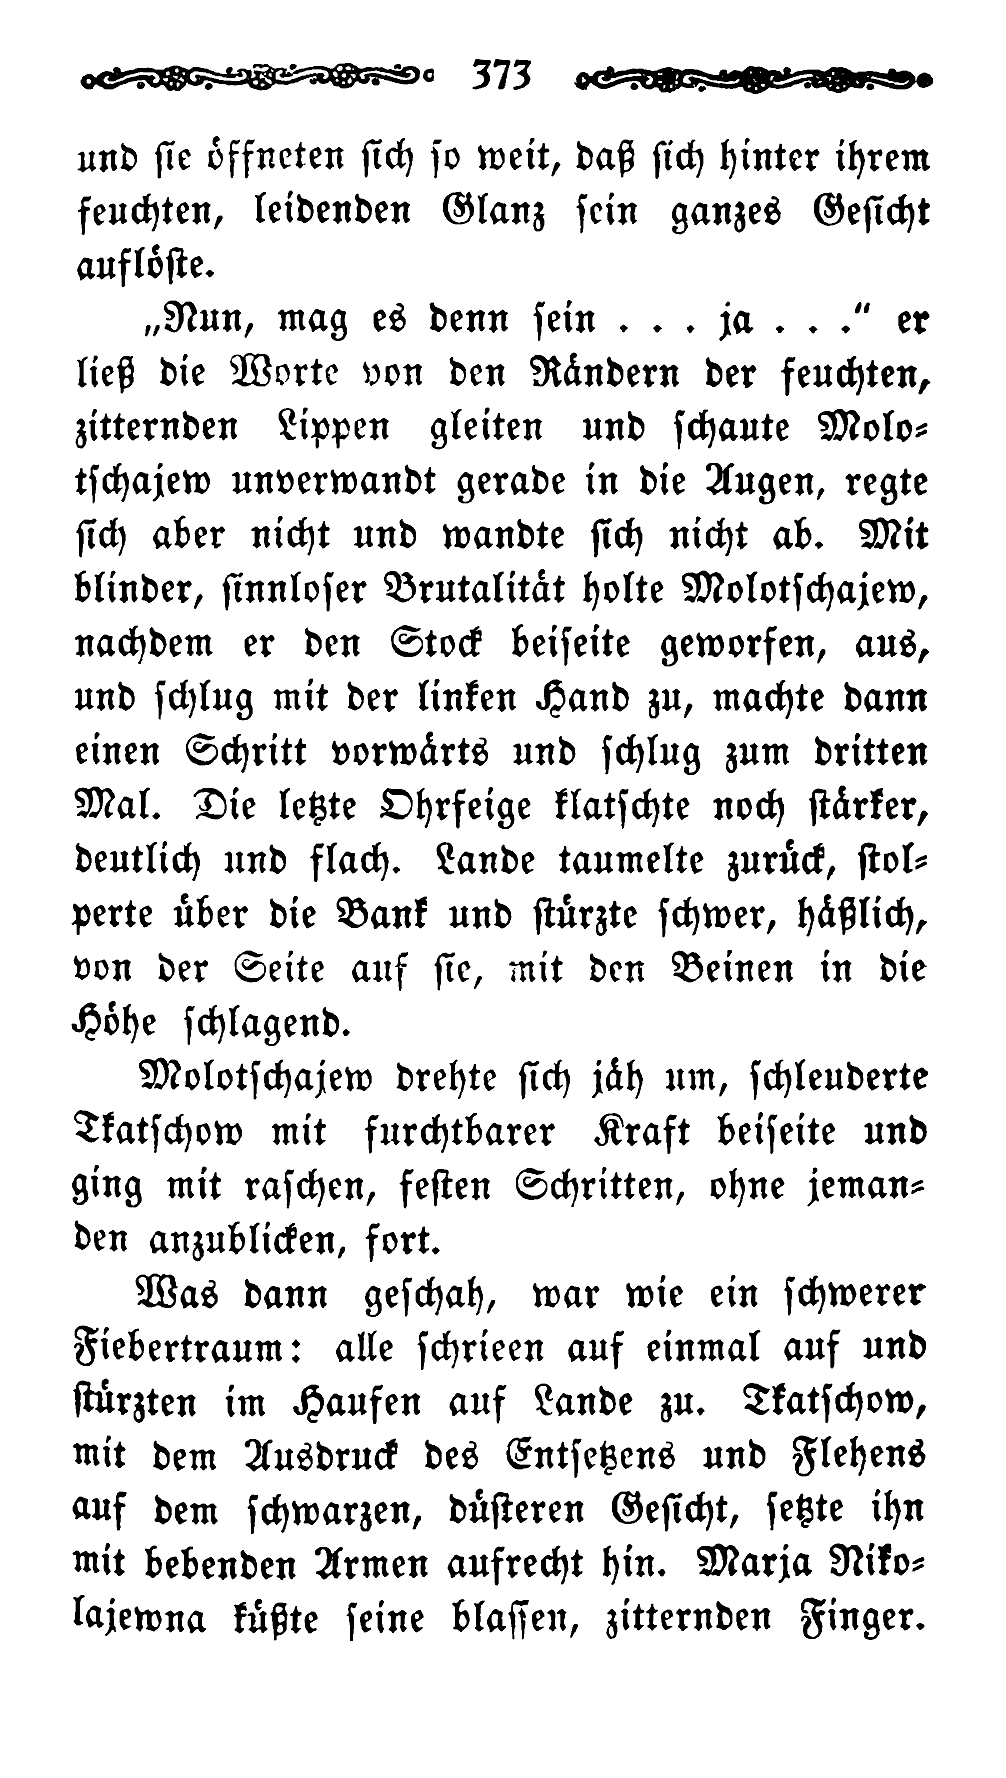 373
und ſie öffneten ſich ſo weit, daß ſich hinter ihrem
feuchten, leidenden Glanz ſein ganzes Geſicht
auflöſte.
„Nun, mag es denn ſein . . . ja . . .“ er
ließ die Worte von den Rändern der feuchten,
zitternden Lippen gleiten und ſchaute Molo⸗
tſchajew unverwandt gerade in die Augen, regte
ſich aber nicht und wandte ſich nicht ab. Mit
blinder, ſinnloſer Brutalität holte Molotſchajew,
nachdem er den Stock beiſeite geworfen, aus,
und ſchlug mit der linken Hand zu, machte dann
einen Schritt vorwärts und ſchlug zum dritten
Mal. Die letzte Ohrfeige klatſchte noch ſtärker,
deutlich und flach. Lande taumelte zurück, ſtol⸗
perte über die Bank und ſtürzte ſchwer, häßlich,
von der Seite auf ſie, mit den Beinen in die
Höhe ſchlagend.
Molotſchajew drehte ſich jäh um, ſchleuderte
Tkatſchow mit furchtbarer Kraft beiſeite und
ging mit raſchen, feſten Schritten, ohne jeman⸗
den anzublicken, fort.
Was dann geſchah, war wie ein ſchwerer
Fiebertraum: alle ſchrieen auf einmal auf und
ſtürzten im Haufen auf Lande zu. Tkatſchow,
mit dem Ausdruck des Entſetzens und Flehens
auf dem ſchwarzen, düſteren Geſicht, ſetzte ihn
mit bebenden Armen aufrecht hin. Marja Niko⸗
lajewna küßte ſeine blaſſen, zitternden Finger.